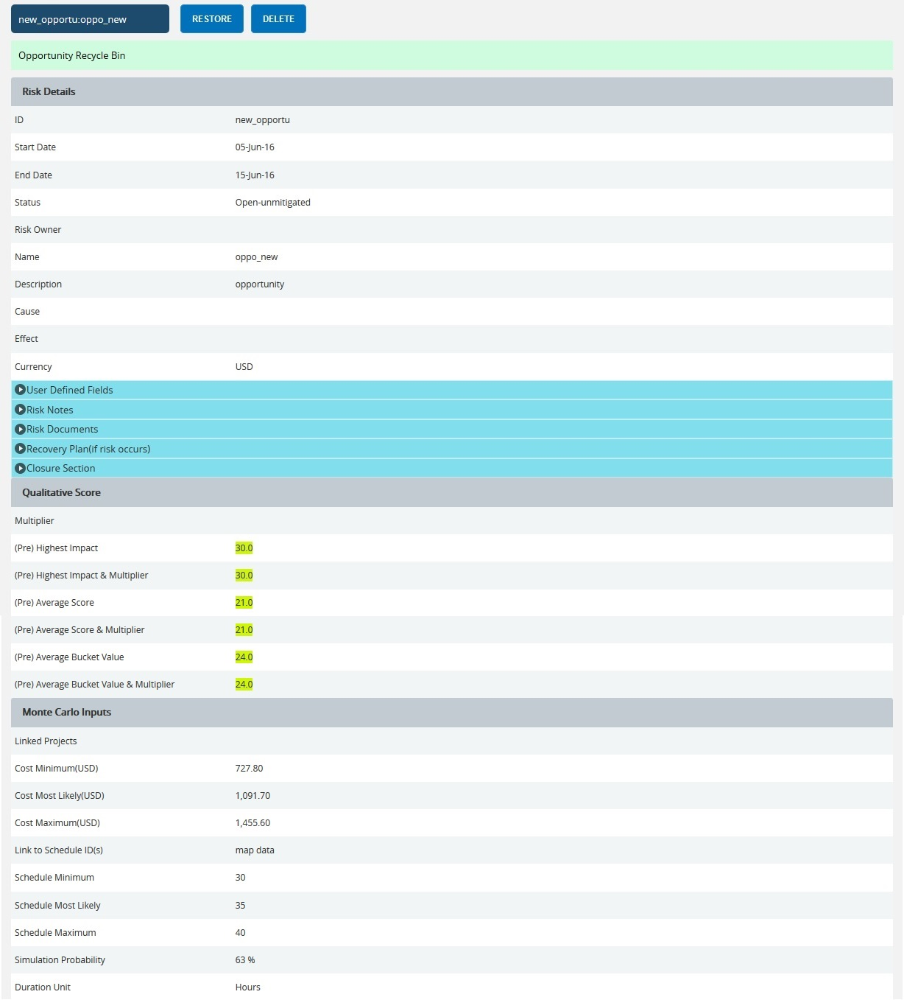 new_opportu:oppo_new RESTORE DELETE
Opportunity Recycle Bin
Risk Details
ID new_opportu
Start Date 05-Jun-16
End Date 15-Jun-16
Status Open-unmitigated
Risk Owner
Name oppo_new
Description opportunity
Cause
Effect
Currency USD
User Defined Fields
Risk Notes
Risk Documents
Recovery Plan(if risk occurs)
Closure Section
Qualitative Score
Multiplier
(Pre) Highest Impact 30.0
(Pre) Highest Impact & Multiplier 30.0
(Pre) Average Score 21.0
(Pre) Average Score & Multiplier 21.0
(Pre) Average Bucket Value 24.0
(Pre) Average Bucket Value & Multiplier 24.0
Monte Carlo Inputs
Linked Projects
Cost Minimum(USD) 727.80
Cost Most Likely(USD) 1,091.70
Cost Maximum(USD) 1,455.60
Link to Schedule ID(s) map data
Schedule Minimum 30
Schedule Most Likely 35
Schedule Maximum 40
Simulation Probability 63 %
Duration Unit Hours